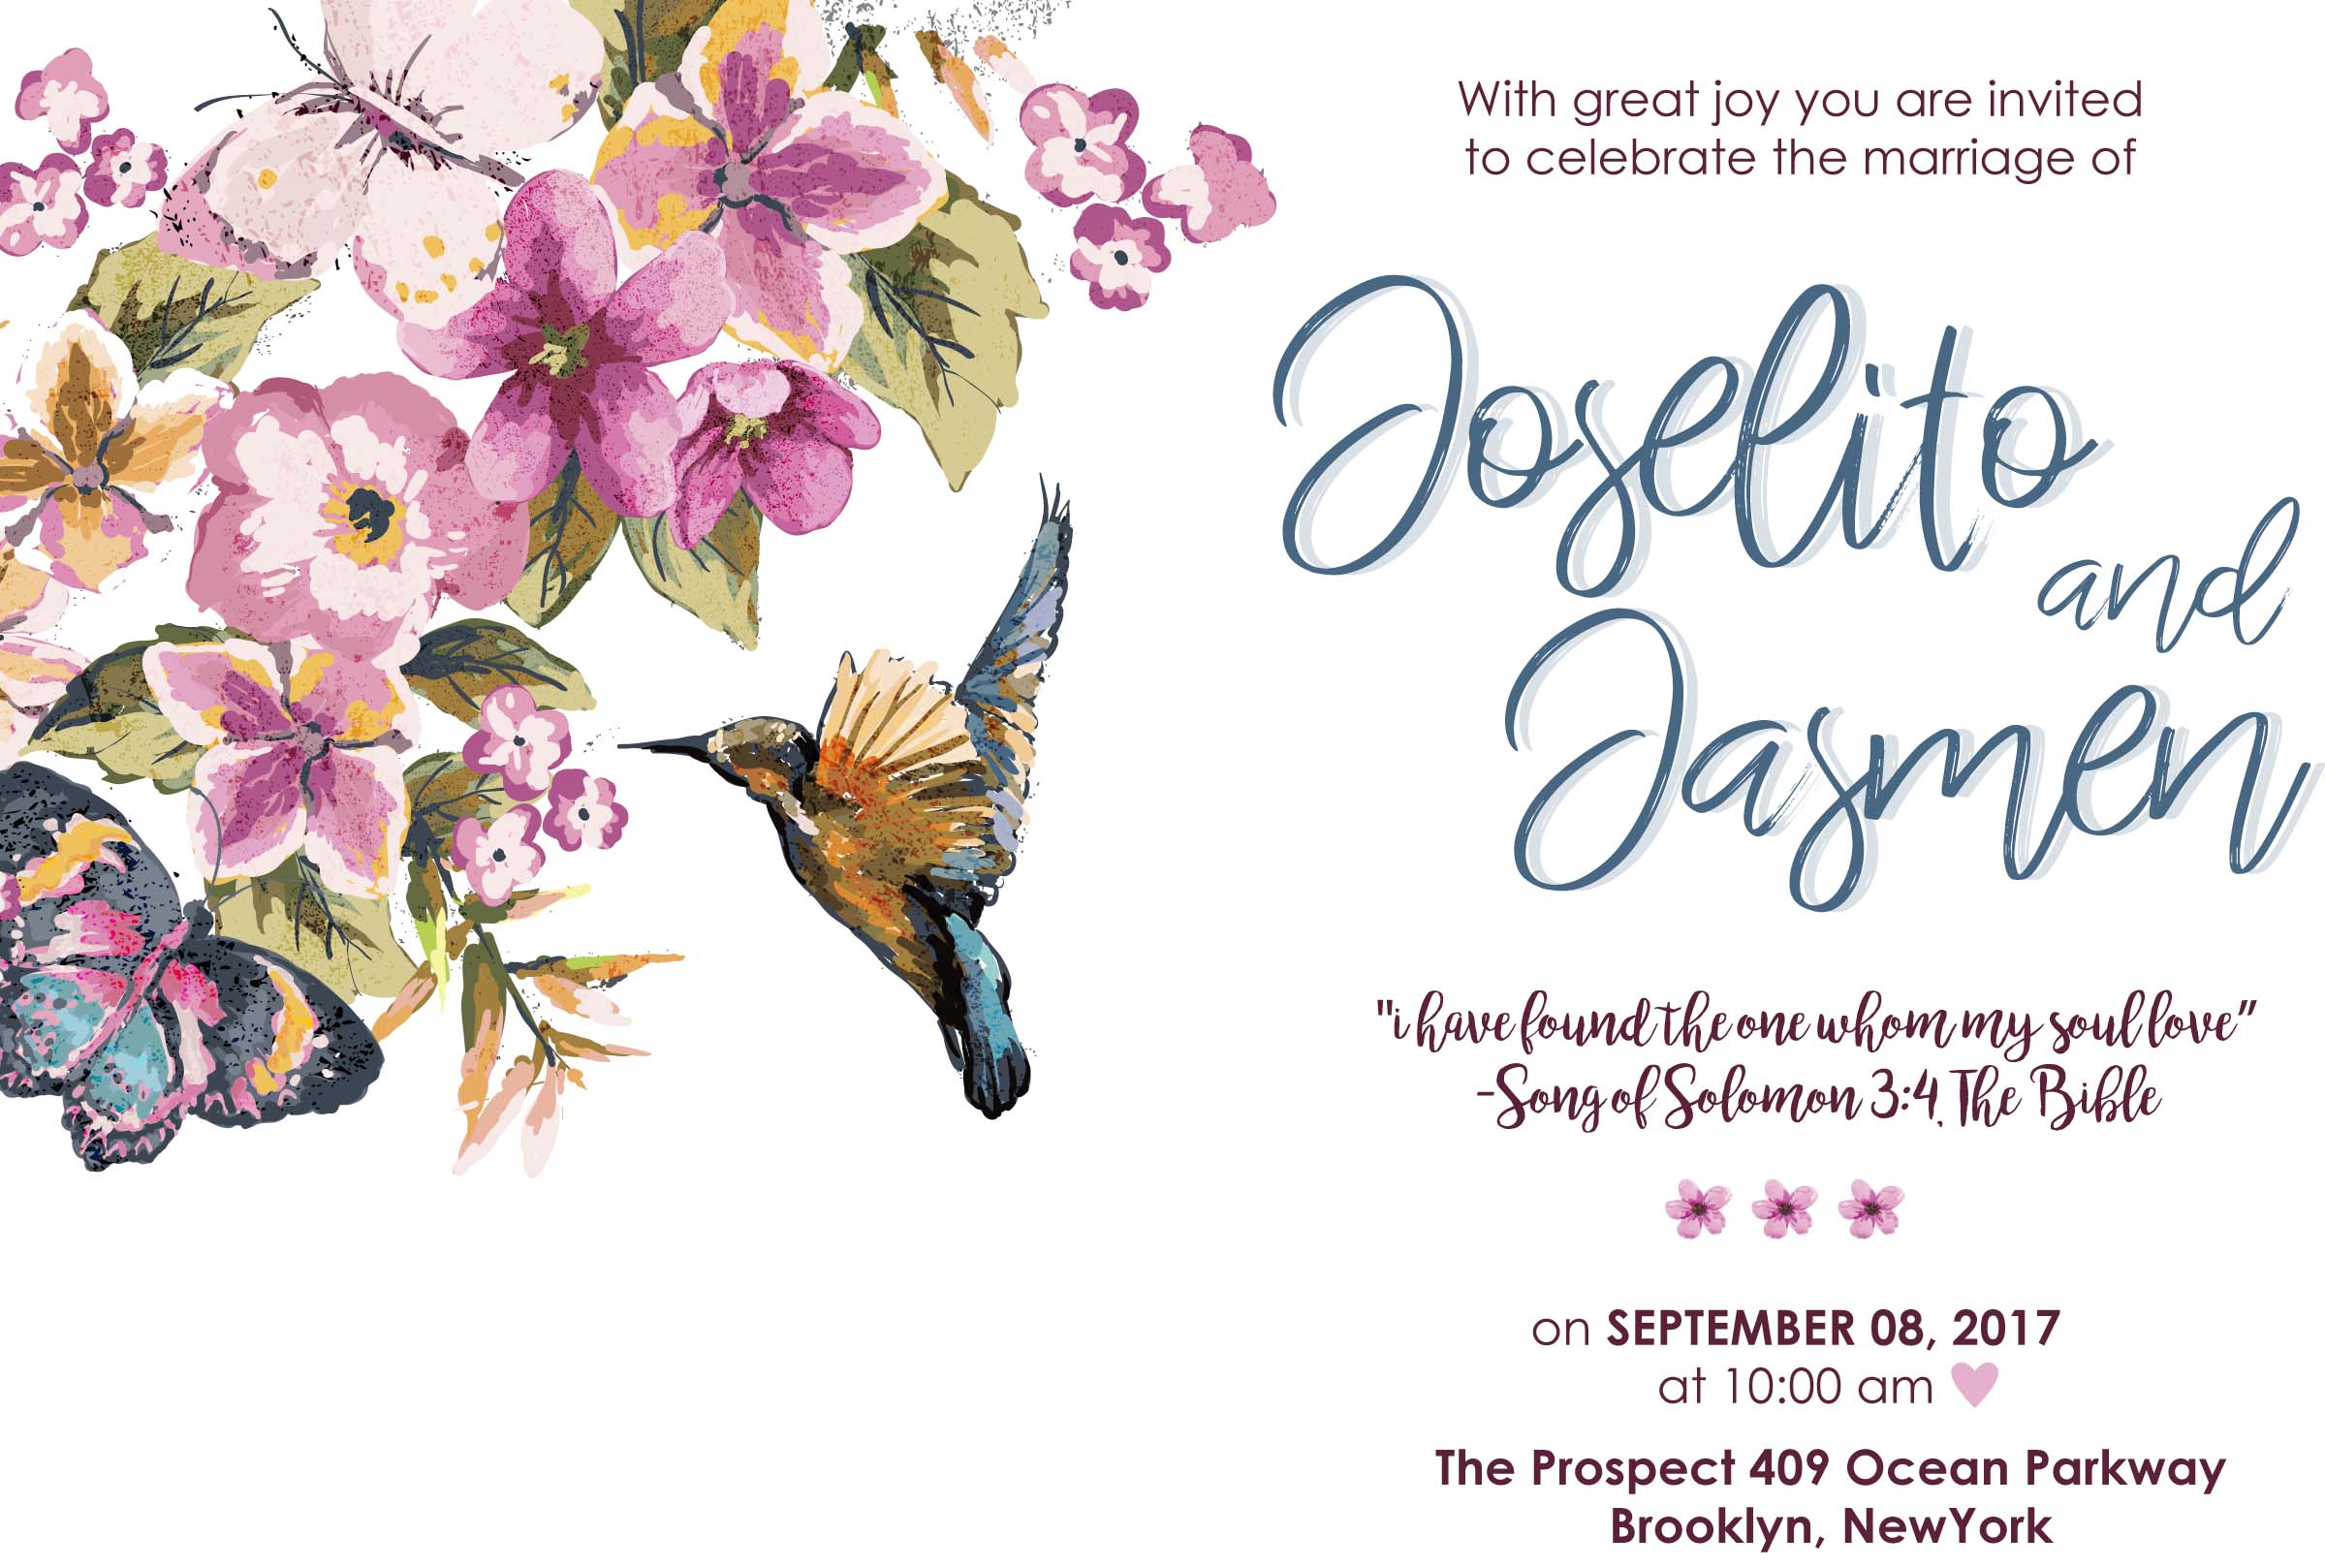 With great joy you are invited
to celebrate the marriage of
Joselito
and
Jasmen
"i have found the one whom my soul love”
-Song of Solomon 3:4, The Bible
on SEPTEMBER 08, 2017
at 10:00 am
The Prospect 409 Ocean Parkway
Brooklyn, NewYork